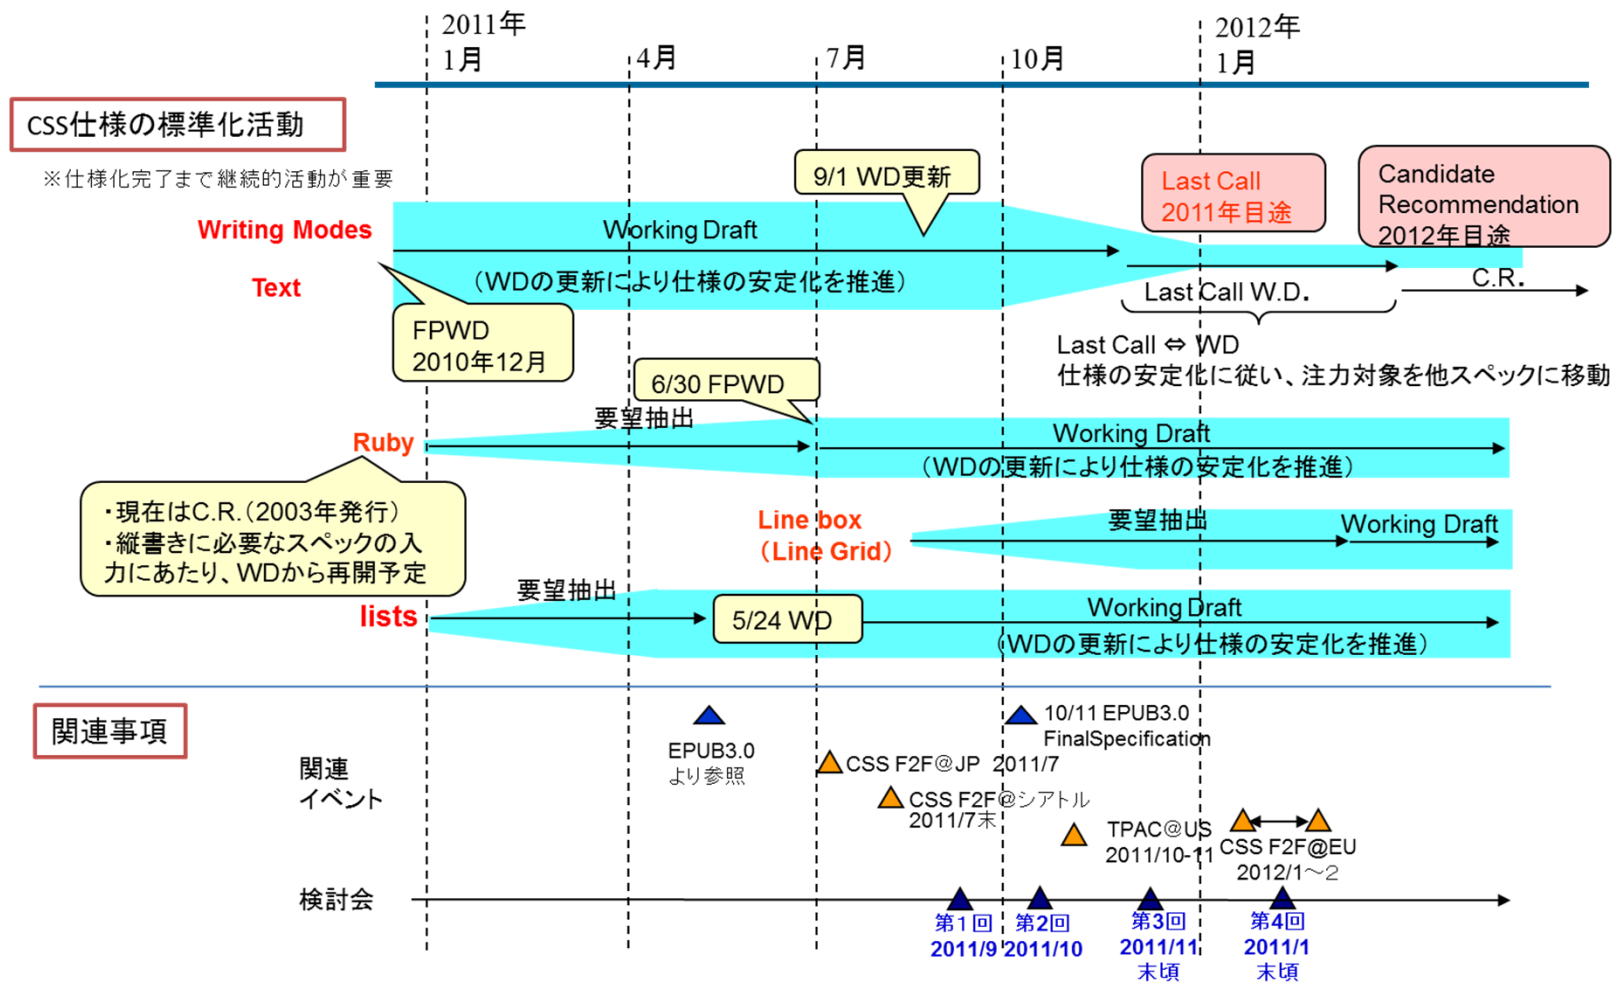 2011年
1月
4月
7月
10月
2012年
1月
CSS仕様の標準化活動
※仕様化完了まで継続的活動が重要
9/1 WD更新
Last Call
2011年目途
Candidate
Recommendation
2012年目途
Writing Modes
Text
Working Draft
（WDの更新により仕様の安定化を推進）
Last Call W.D.
C.R.
FPWD
2010年12月
Last Call ⇔ WD
仕様の安定化に従い、注力対象を他スペックに移動
6/30 FPWD
要望抽出
Ruby
Working Draft
（WDの更新により仕様の安定化を推進）
・現在はC.R.（2003年発行）
・縦書きに必要なスペックの入
力にあたり、WDから再開予定
Line box
（Line Grid）
要望抽出
Working Draft
lists
要望抽出
5/24 WD
Working Draft
（WDの更新により仕様の安定化を推進）
関連事項
関連
イベント
EPUB3.0
より参照
10/11 EPUB3.0
FinalSpecification
CSS F2F＠JP 2011/7
CSS F2F＠シアトル
2011/7末
TPAC＠US
2011/10-11
CSS F2F@EU
2012/1～2
検討会
第１回
2011/9
第2回
2011/10
第3回
2011/11
末頃
第4回
2011/1
末頃